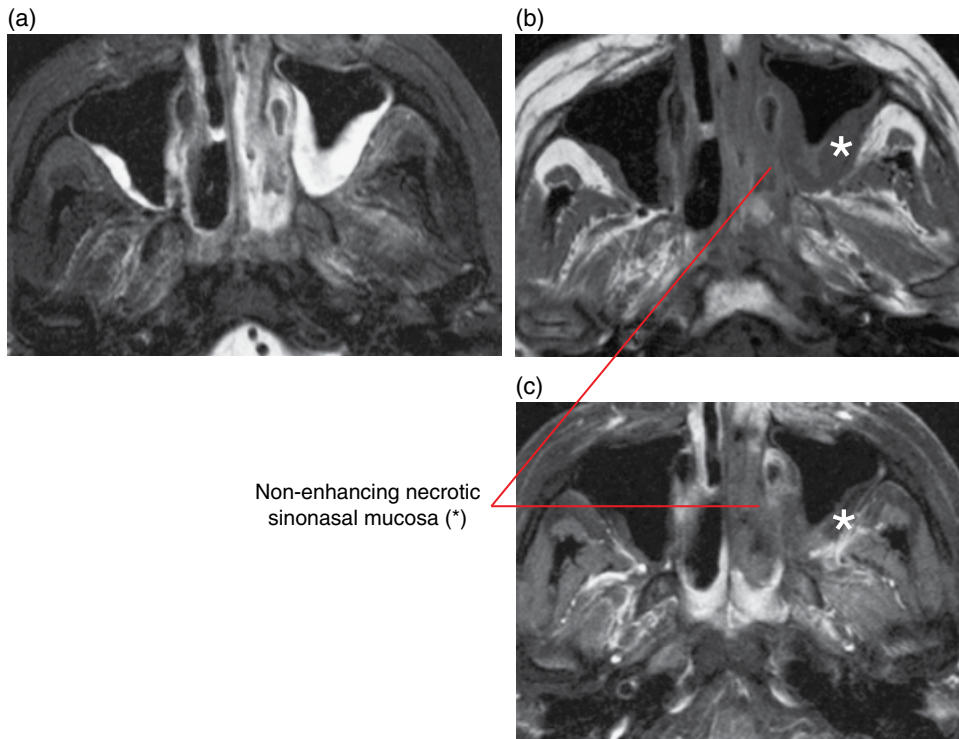 (a)
(b)
(c)
Non-enhancing necrotic
sinonasal mucosa (*)
*
*